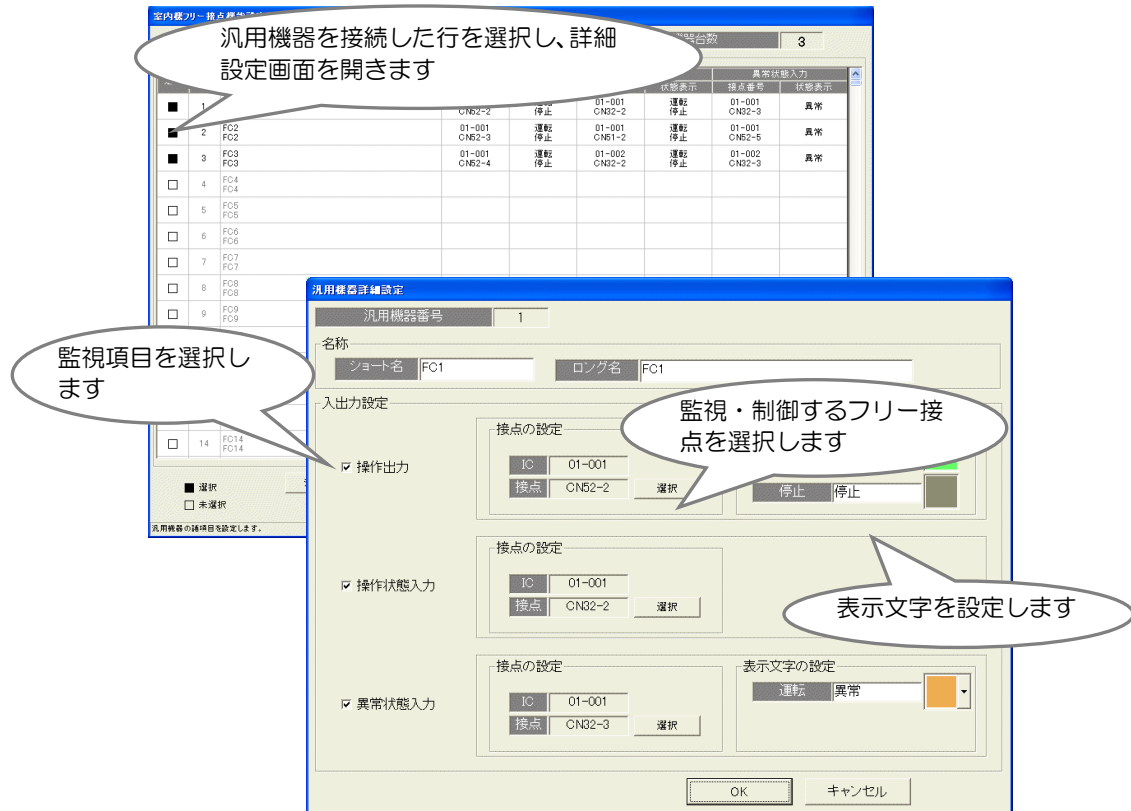 室内機フリー接点機能設定
汎用機器を接続した行を選択し、詳細
設定画面を開きます
機器台数 3
異常状態入力
状態表示 接点番号 状態表示
■ 1 CN52-2 停止 01-001 CN32-2 運転 停止 01-001 CN32-3 異常
■ 2 FC2 FC2 01-001 CN52-3 運転 停止 01-001 CN51-2 運転 停止 01-001 CN52-5 異常
■ 3 FC3 FC3 01-001 CN52-4 運転 停止 01-002 CN32-2 運転 停止 01-002 CN32-3 異常
□ 4 FC4 FC4
□ 5 FC5 FC5
□ 6 FC6 FC6
□ 7 FC7 FC7
□ 8 FC8 FC8
□ 9 FC9 FC9
□ 14 FC14 FC14
■ 選択
□ 未選択
汎用機器の諸項目を設定します。
監視項目を選択し
ます
汎用機器詳細設定
汎用機器番号 1
名称
ショート名 FC1 ロング名 FC1
入出力設定
監視・制御するフリー接
点を選択します
接点の設定
操作出力
IC 01-001
接点 CN52-2 選択
停止 停止
接点の設定
操作状態入力
IC 01-001
接点 CN32-2 選択
表示文字を設定します
接点の設定 表示文字の設定
運転 異常
異常状態入力
IC 01-001
接点 CN32-3 選択
OK キャンセル